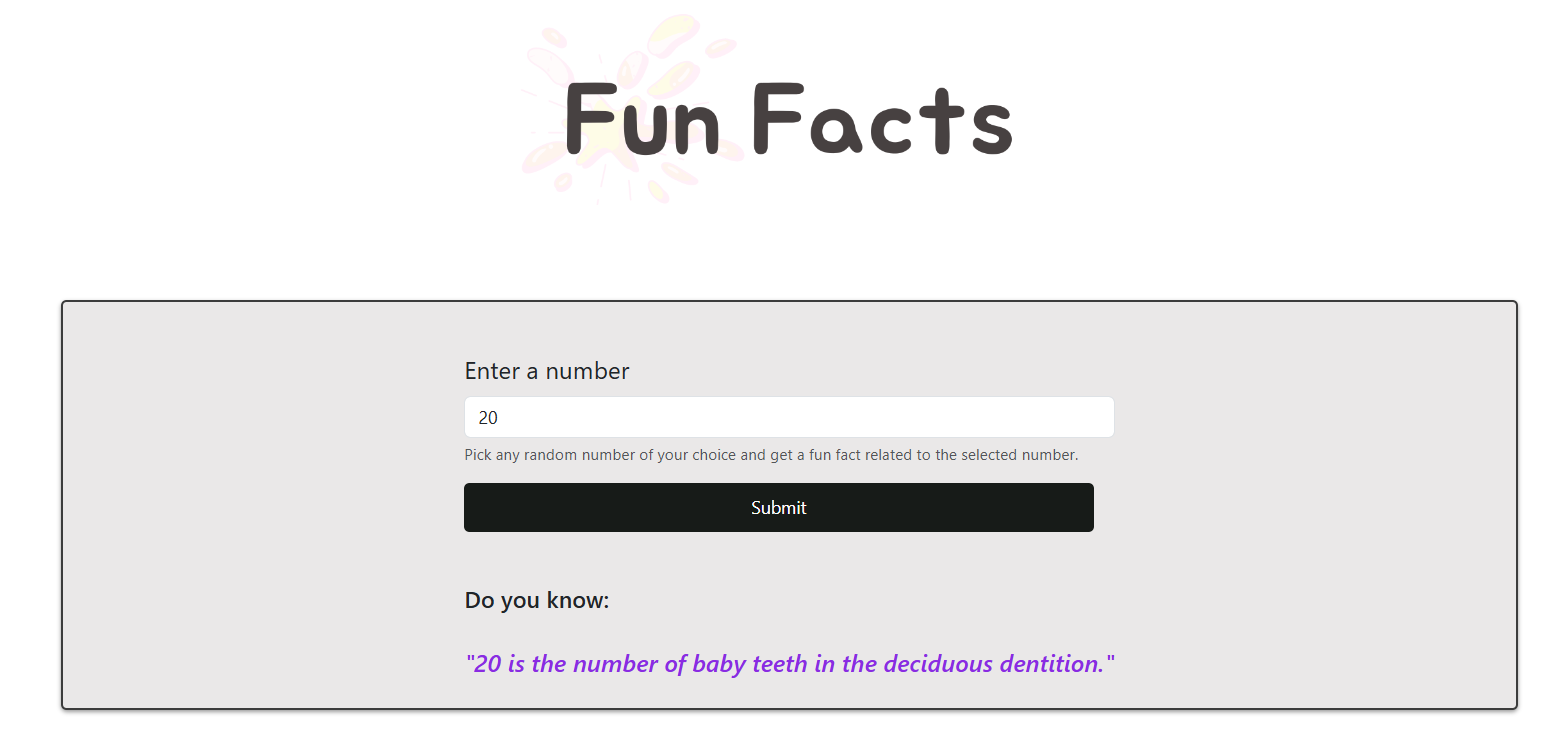 Fun Facts
Enter a number
20
Pick any random number of your choice and get a fun fact related to the selected number.
Submit
Do you know:
"20 is the number of baby teeth in the deciduous dentition."